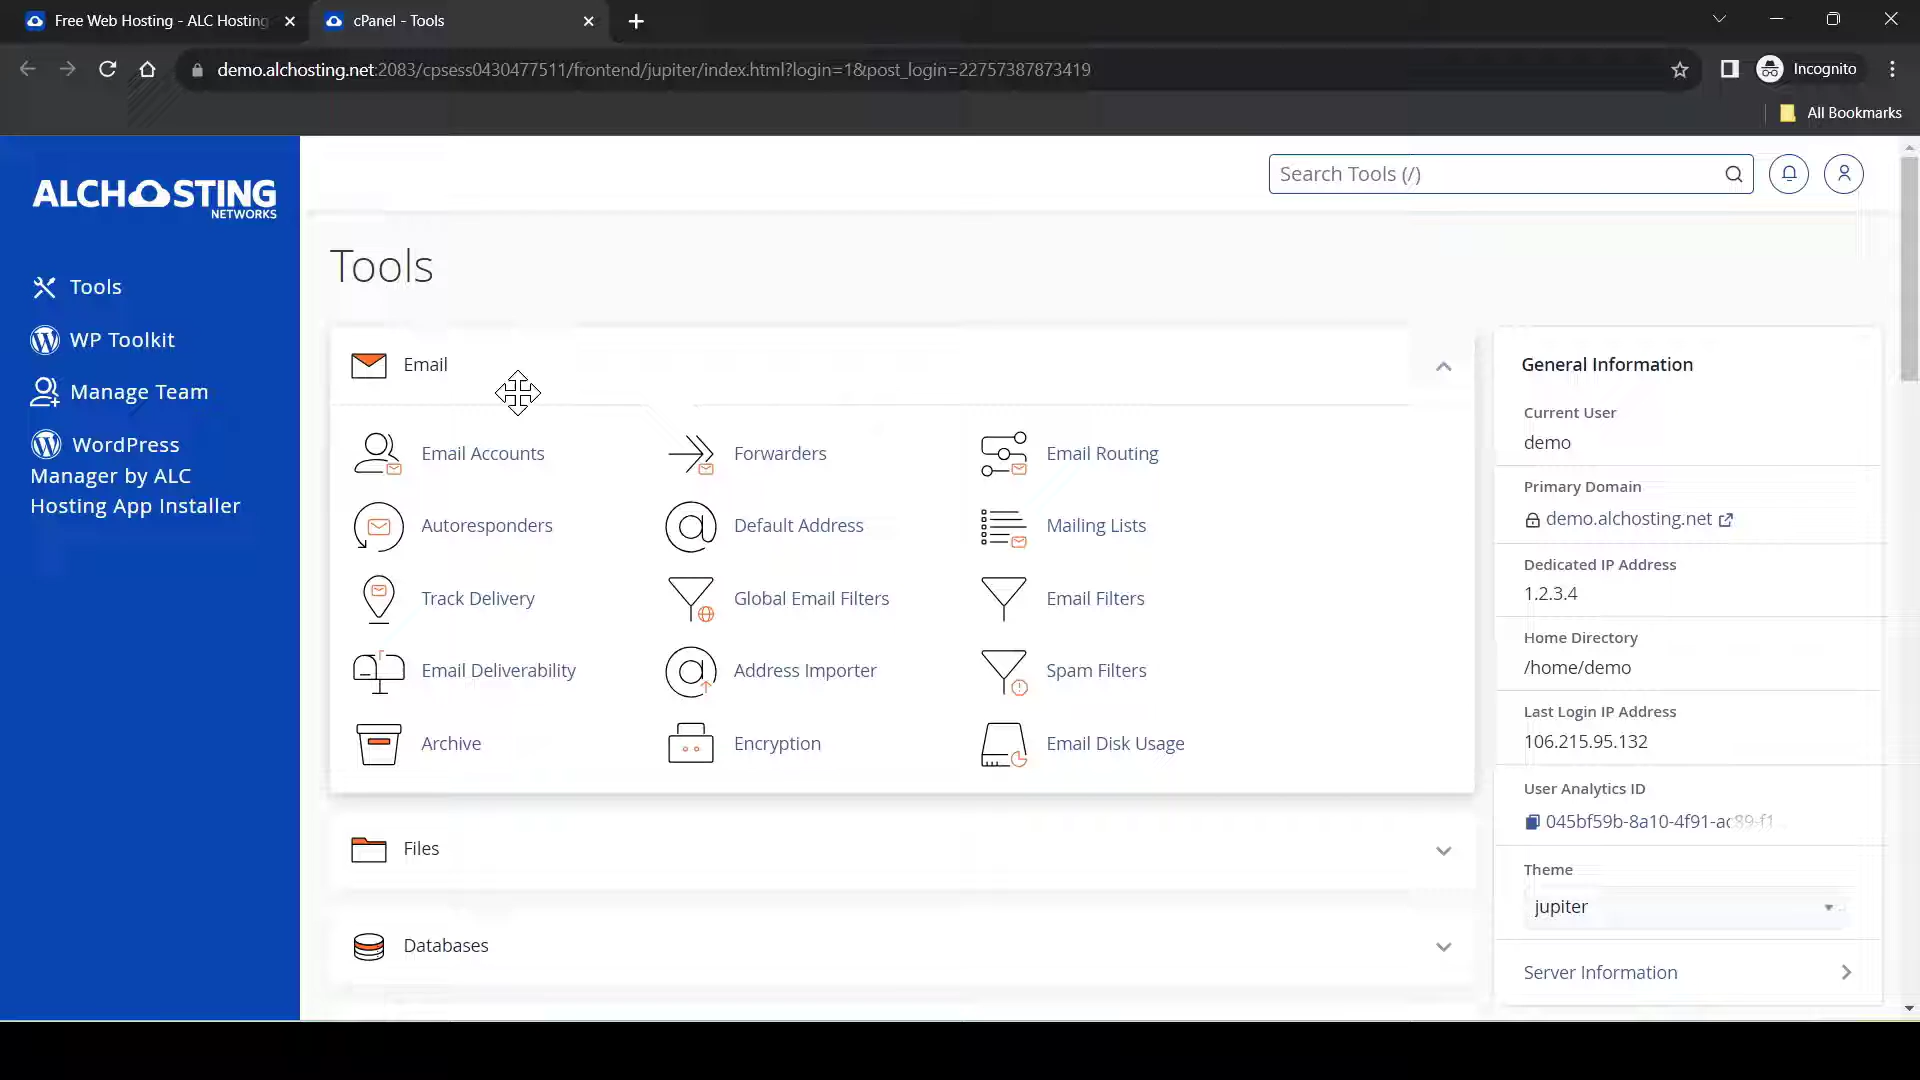 Free Web Hosting - ALC Hosting
cPanel - Tools
demo.alchosting.net:2083/cpsess0430477511/frontend/jupiter/index.html?login=1&post_login=22757387873419
Incognito
All Bookmarks
ALCHOSTING
NETWORKS
Search Tools (/)
Tools
WP Toolkit
Manage Team
WordPress
Manager by ALC
Hosting App Installer
Tools
Email
Email Accounts
Forwarders
Email Routing
Autoresponders
Default Address
Mailing Lists
Track Delivery
Global Email Filters
Email Filters
Email Deliverability
Address Importer
Spam Filters
Archive
Encryption
Email Disk Usage
Files
Databases
General Information
Current User
demo
Primary Domain
demo.alchosting.net
Dedicated IP Address
1.2.3.4
Home Directory
/home/demo
Last Login IP Address
106.215.95.132
User Analytics ID
045bf59b-8a10-4f91-ac89-f1
Theme
jupiter
Server Information